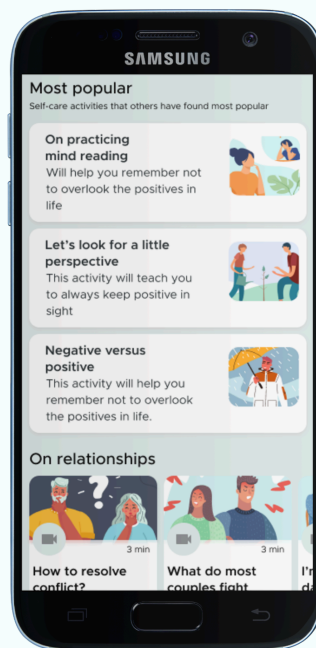 SAMSUNG
Most popular
Self-care activities that others have found most popular
On practicing
mind reading
Will help you remember not
to overlook the positives in
life
Let's look for a little
perspective
This activity will teach you
to always keep positive in
sight
Negative versus
positive
This activity will help you
remember not to overlook
the positives in life.
On relationships
3 min
3 min
How to resolve
conflict?
What do most
couples fight
I'm